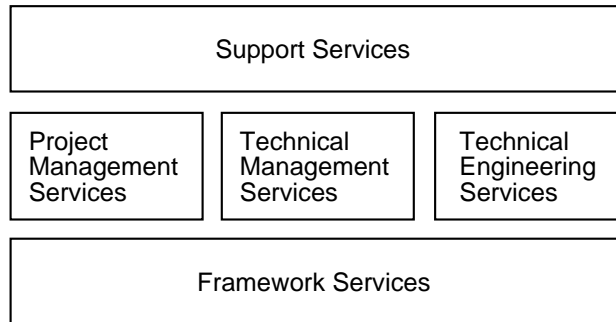 Support Services
Project
Management
Services
Technical
Management
Services
Technical
Engineering
Services
Framework Services